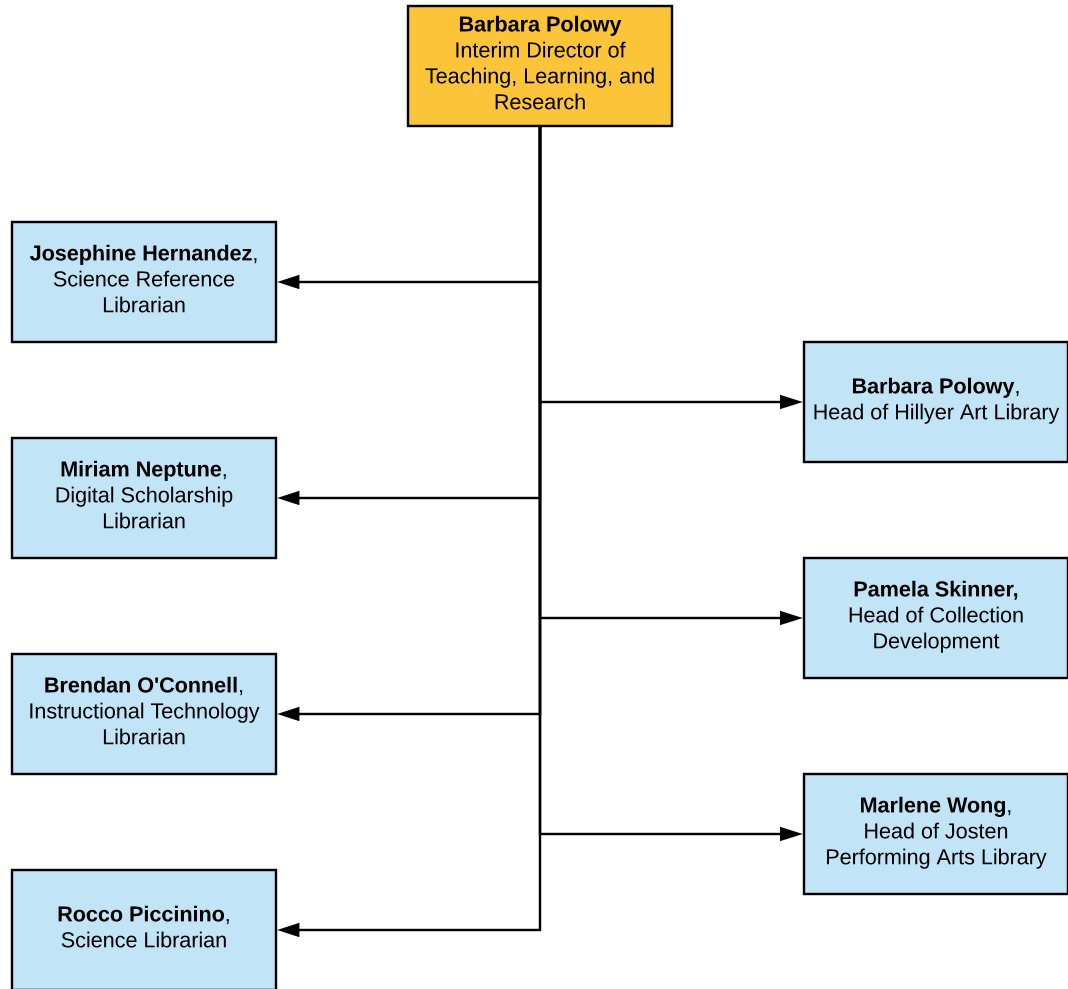 Barbara Polowy
Interim Director of
Teaching, Learning, and
Research
Josephine Hernandez,
Science Reference
Librarian
Barbara Polowy,
Head of Hillyer Art Library
Miriam Neptune,
Digital Scholarship
Librarian
Pamela Skinner,
Head of Collection
Development
Brendan O'Connell,
Instructional Technology
Librarian
Marlene Wong,
Head of Josten
Performing Arts Library
Rocco Piccinino,
Science Librarian